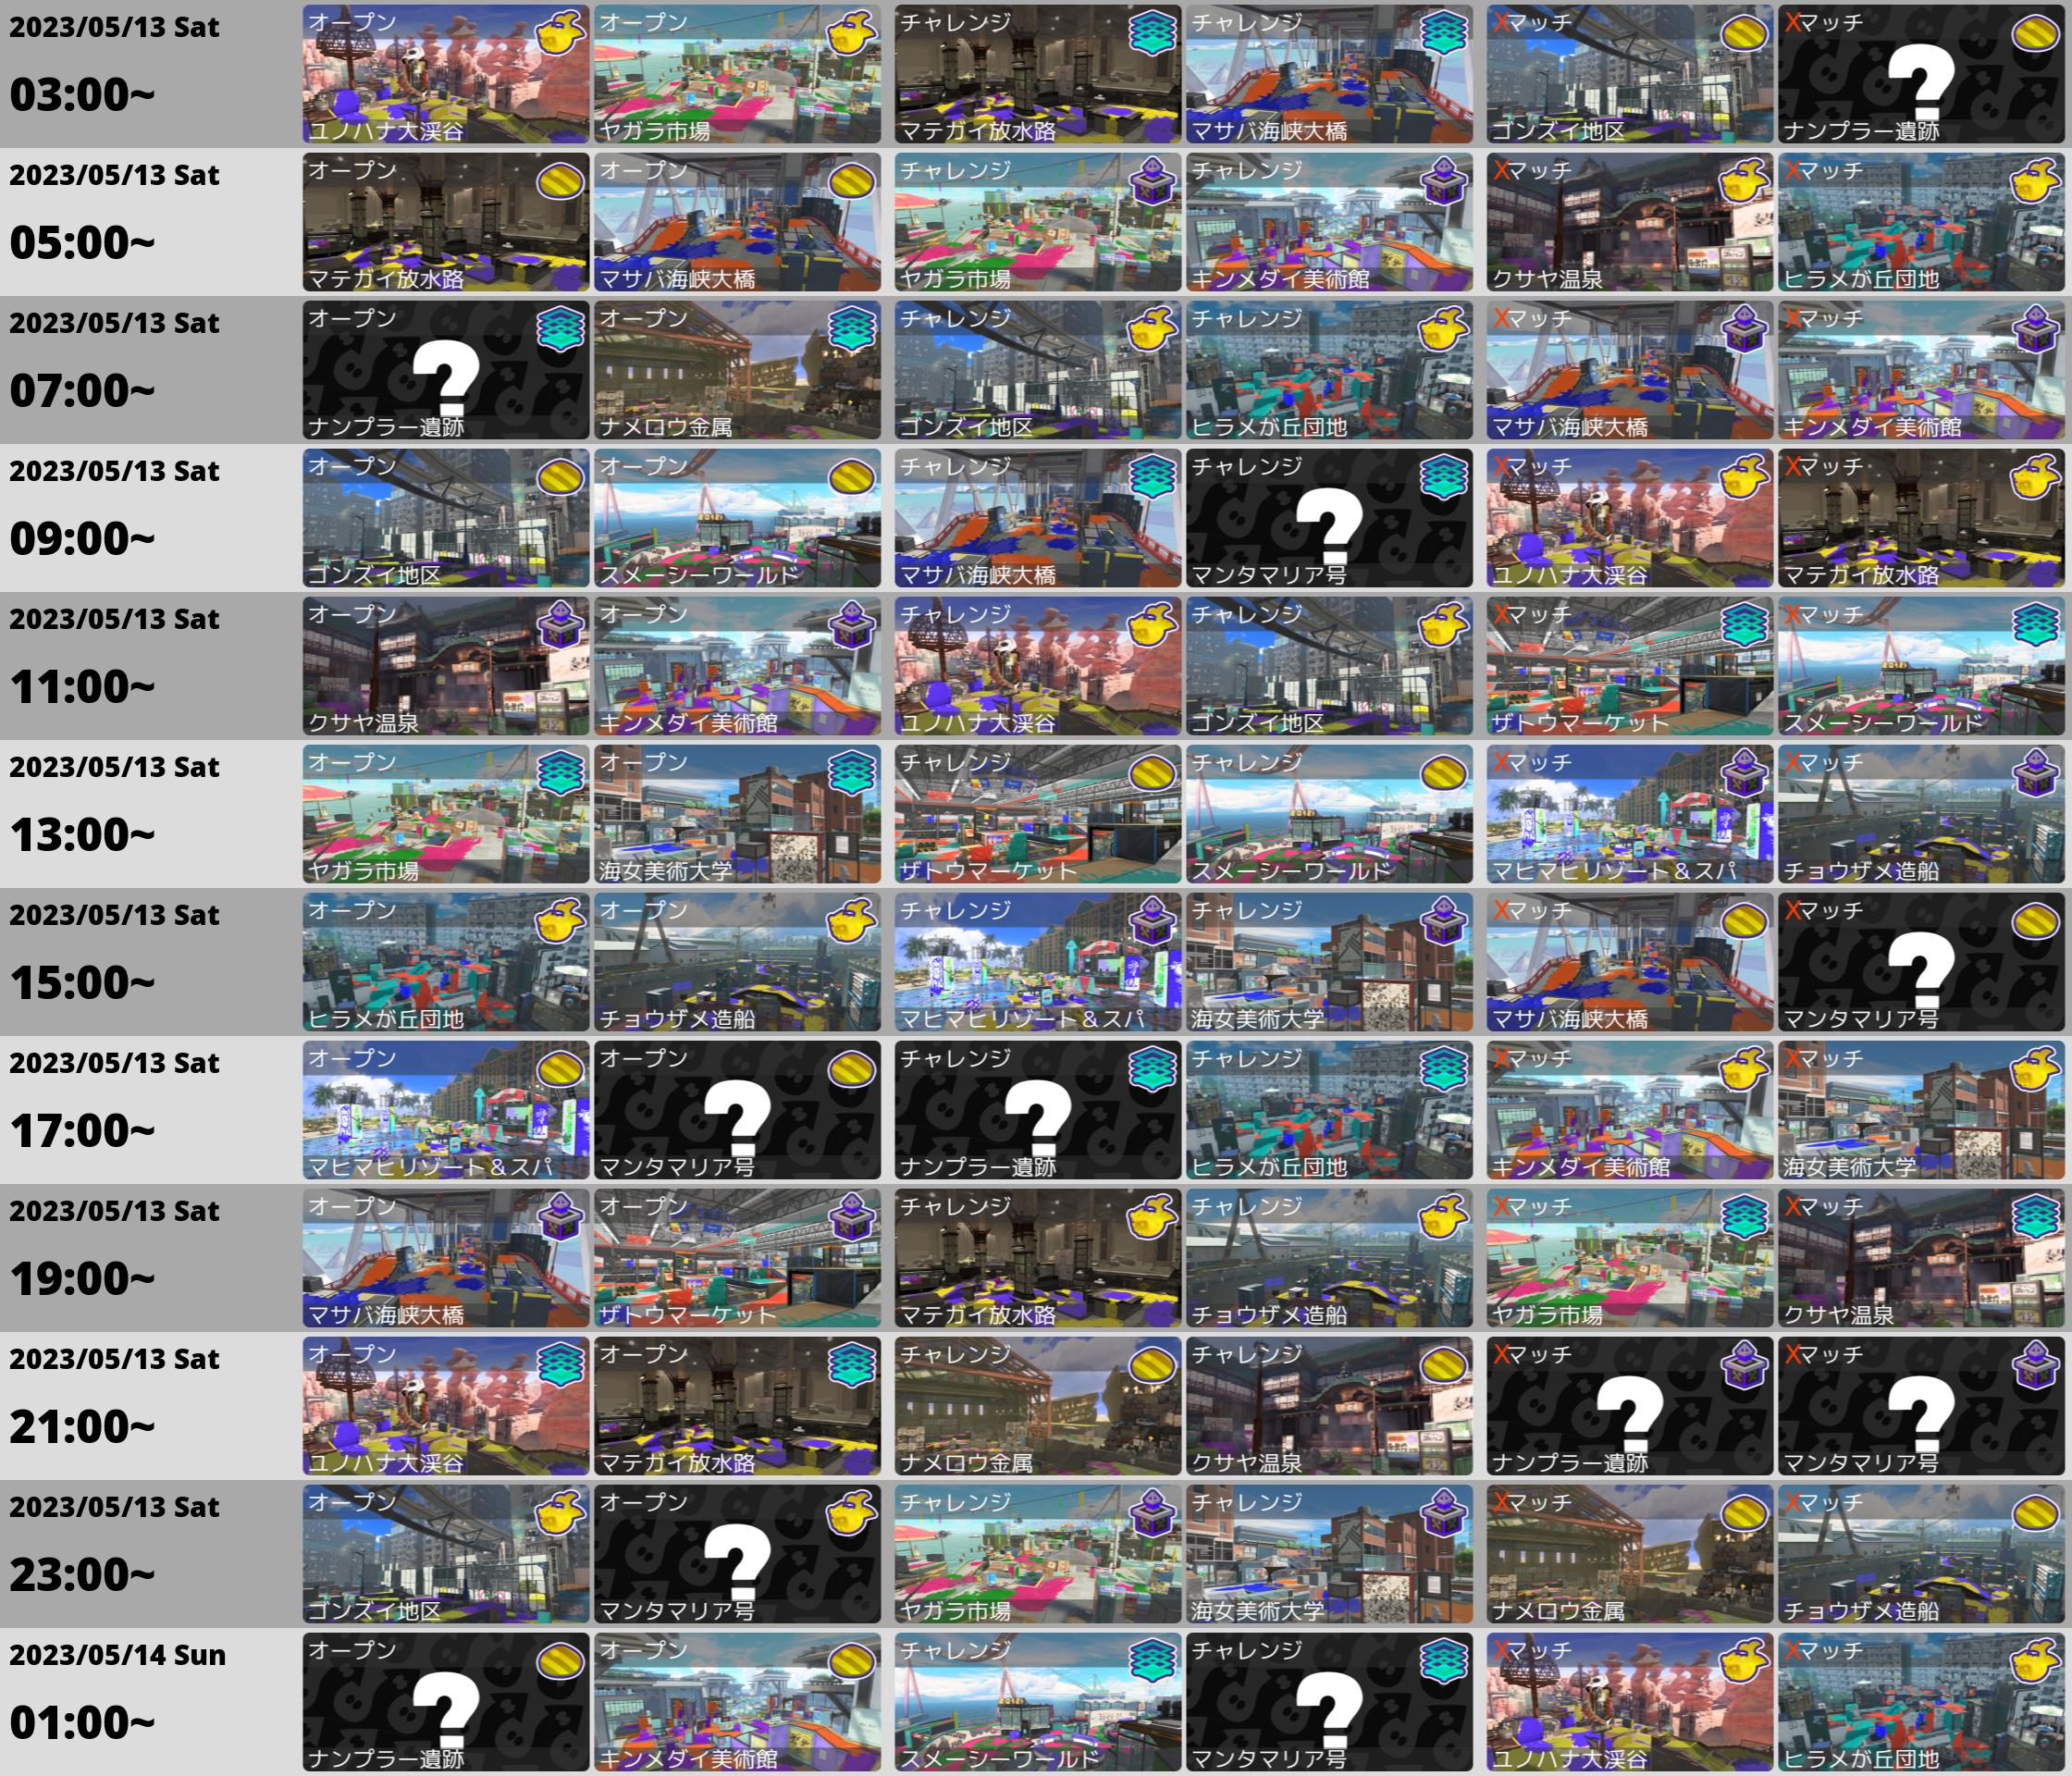 2023/05/13 Sat
03:00~
オープン
ユノハナ大渓谷
オープン
ヤガラ市場
チャレンジ
マテガイ放水路
チャレンジ
マサバ海峡大橋
Xマッチ
ゴンズイ地区
Xマッチ
?
ナンプラー遺跡
2023/05/13 Sat
05:00~
オープン
マテガイ放水路
オープン
マサバ海峡大橋
チャレンジ
ヤガラ市場
チャレンジ
キンメダイ美術館
Xマッチ
クサヤ温泉
Xマッチ
ヒラメが丘団地
2023/05/13 Sat
07:00~
オープン
?
ナンプラー遺跡
オープン
ナメロウ金属
チャレンジ
ゴンズイ地区
チャレンジ
ヒラメが丘団地
Xマッチ
マサバ海峡大橋
Xマッチ
キンメダイ美術館
2023/05/13 Sat
09:00~
オープン
ゴンズイ地区
オープン
スメーシーワールド
チャレンジ
マサバ海峡大橋
チャレンジ
?
マンタマリア号
Xマッチ
ユノハナ大渓谷
Xマッチ
マテガイ放水路
2023/05/13 Sat
11:00~
オープン
クサヤ温泉
オープン
キンメダイ美術館
チャレンジ
ユノハナ大渓谷
チャレンジ
ゴンズイ地区
Xマッチ
ザトウマーケット
Xマッチ
スメーシーワールド
2023/05/13 Sat
13:00~
オープン
ヤガラ市場
オープン
海女美術大学
チャレンジ
ザトウマーケット
チャレンジ
スメーシーワールド
Xマッチ
マヒマヒリゾート＆スパ
Xマッチ
チョウザメ造船
2023/05/13 Sat
15:00~
オープン
ヒラメが丘団地
オープン
チョウザメ造船
チャレンジ
マヒマヒリゾート＆スパ
チャレンジ
海女美術大学
Xマッチ
マサバ海峡大橋
Xマッチ
?
マンタマリア号
2023/05/13 Sat
17:00~
オープン
マヒマヒリゾート＆スパ
オープン
?
マンタマリア号
チャレンジ
?
ナンプラー遺跡
チャレンジ
ヒラメが丘団地
Xマッチ
キンメダイ美術館
Xマッチ
海女美術大学
2023/05/13 Sat
19:00~
オープン
マサバ海峡大橋
オープン
ザトウマーケット
チャレンジ
マテガイ放水路
チャレンジ
チョウザメ造船
Xマッチ
ヤガラ市場
Xマッチ
クサヤ温泉
2023/05/13 Sat
21:00~
オープン
ユノハナ大渓谷
オープン
マテガイ放水路
チャレンジ
ナメロウ金属
チャレンジ
クサヤ温泉
Xマッチ
?
ナンプラー遺跡
Xマッチ
?
マンタマリア号
2023/05/13 Sat
23:00~
オープン
ゴンズイ地区
オープン
?
マンタマリア号
チャレンジ
ヤガラ市場
チャレンジ
海女美術大学
Xマッチ
ナメロウ金属
Xマッチ
チョウザメ造船
2023/05/14 Sun
01:00~
オープン
?
ナンプラー遺跡
オープン
キンメダイ美術館
チャレンジ
スメーシーワールド
チャレンジ
?
マンタマリア号
Xマッチ
ユノハナ大渓谷
Xマッチ
ヒラメが丘団地